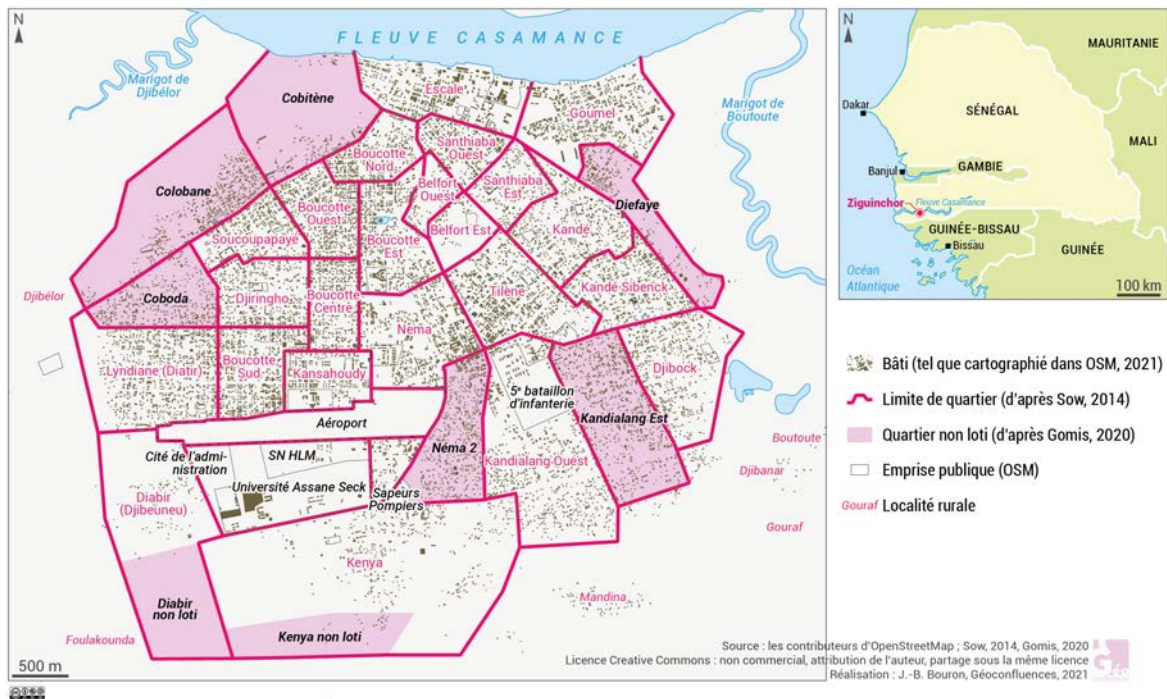 N
FLEUVE CASAMANCE
Marigot de
Djibélor
Cobitène
Escale
Goumel
Marigot de
Boutoute
Santhiaba
Ouest
Boucotte
Nord
Colobane
Belfort
Ouest
Santhiaba
Est
Diefaye
Boucotte
Ouest
Soucoupapaye
Boucotte
Est
Belfort Est
Kandé
Djibélor
Coboda
Djiringho
Boucotte
Centre
Tilène
Kandé Sibenck
Néma
Lyndiane (Diatir)
Boucotte
Sud
Kansahoudy
Djibock
5e bataillon
d'infanterie
Aéroport
Kandialang Est
Néma 2
Boutoute
Cité de l'admi-
nistration
SN HLM
Kandialang Ouest
Djibanar
Diabir
(Djibeuneu)
Université Assane Seck
Sapeurs
Pompiers
Gouraf
Kenya
Mandina
Diabir
non loti
Foulakounda
Kenya non loti
500 m
N
MAURITANIE
Dakar
SÉNÉGAL
MALI
Banjul
GAMBIE
Ziguinchor
Fleuve Casamance
GUINÉE-BISSAU
Bissau
GUINÉE
Océan
Atlantique
100 km
Bâti (tel que cartographié dans OSM, 2021)
Limite de quartier (d'après Sow, 2014)
Quartier non loti (d'après Gomis, 2020)
Emprise publique (OSM)
Gouraf Localité rurale
Source : les contributeurs d'OpenStreetMap ; Sow, 2014, Gomis, 2020
Licence Creative Commons : non commercial, attribution de l'auteur, partage sous la même licence
Réalisation : J.-B. Bouron, Géoconfluences, 2021
Géo